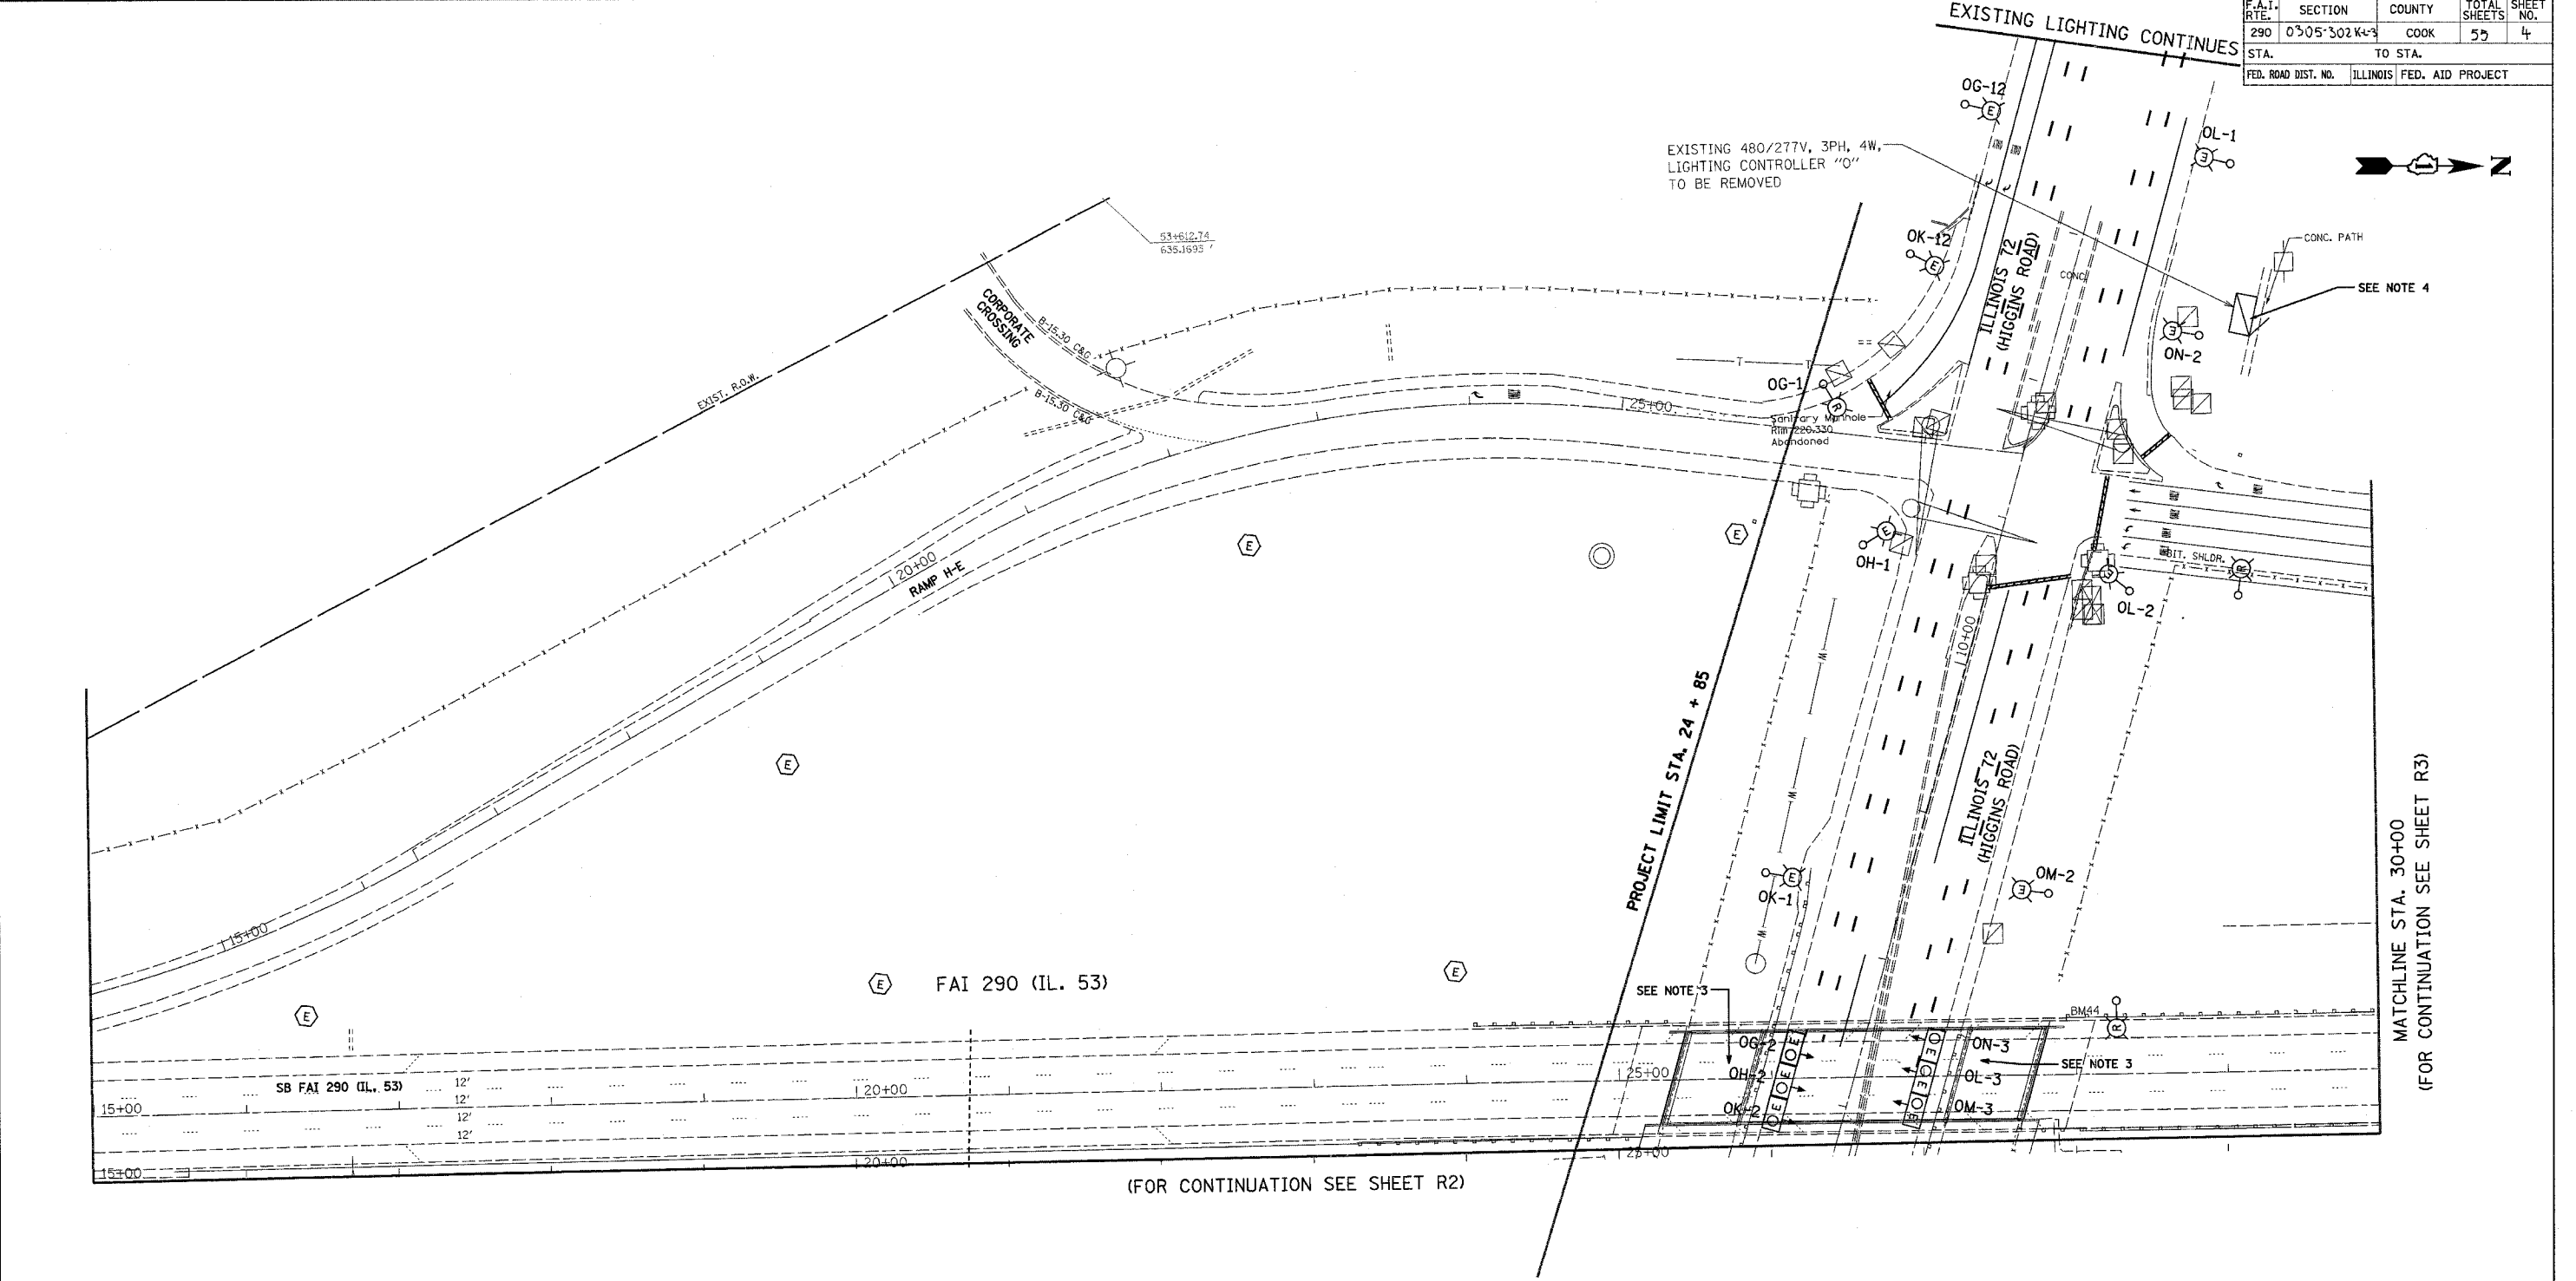 F.A.I. RTE. SECTION COUNTY TOTAL SHEETS SHEET NO.
290 0305-302 K-L-3 COOK 55 4
STA. TO STA.
FED. ROAD DIST. NO. ILLINOIS FED. AID PROJECT
EXISTING LIGHTING CONTINUES
OG-12
E
OL-1
E
N
EXISTING 480/277V, 3PH, 4W,
LIGHTING CONTROLLER "O"
TO BE REMOVED
53+612.74
635.1693 '
OK-12
E
ILLINOIS 72
(HIGGINS ROAD)
CONC.
CONC. PATH
SEE NOTE 4
CORPORATE
CROSSING
B-15.30 C&G
B-15.30 C&G
EXIST. R.O.W.
E
ON-2
OG-1
R
25+00
Sanitary Manhole
Rim=220.330
Abandoned
E
E
E
OH-1
BIT. SHLDR.
R
OL-2
20+00
RAMP H-E
10+00
W
W
W
PROJECT LIMIT STA. 24 + 85
E
ILLINOIS 72
(HIGGINS ROAD)
E
OK-1
E
OM-2
15+00
E
FAI 290 (IL. 53)
E
E
SEE NOTE 3
BM44
R
OG-2
OH-2
OK-2
ON-3
OL-3
OM-3
SEE NOTE 3
SB FAI 290 (IL. 53)
12'
12'
12'
12'
15+00
20+00
25+00
15+00
20+00
25+00
(FOR CONTINUATION SEE SHEET R2)
MATCHLINE STA. 30+00
(FOR CONTINUATION SEE SHEET R3)